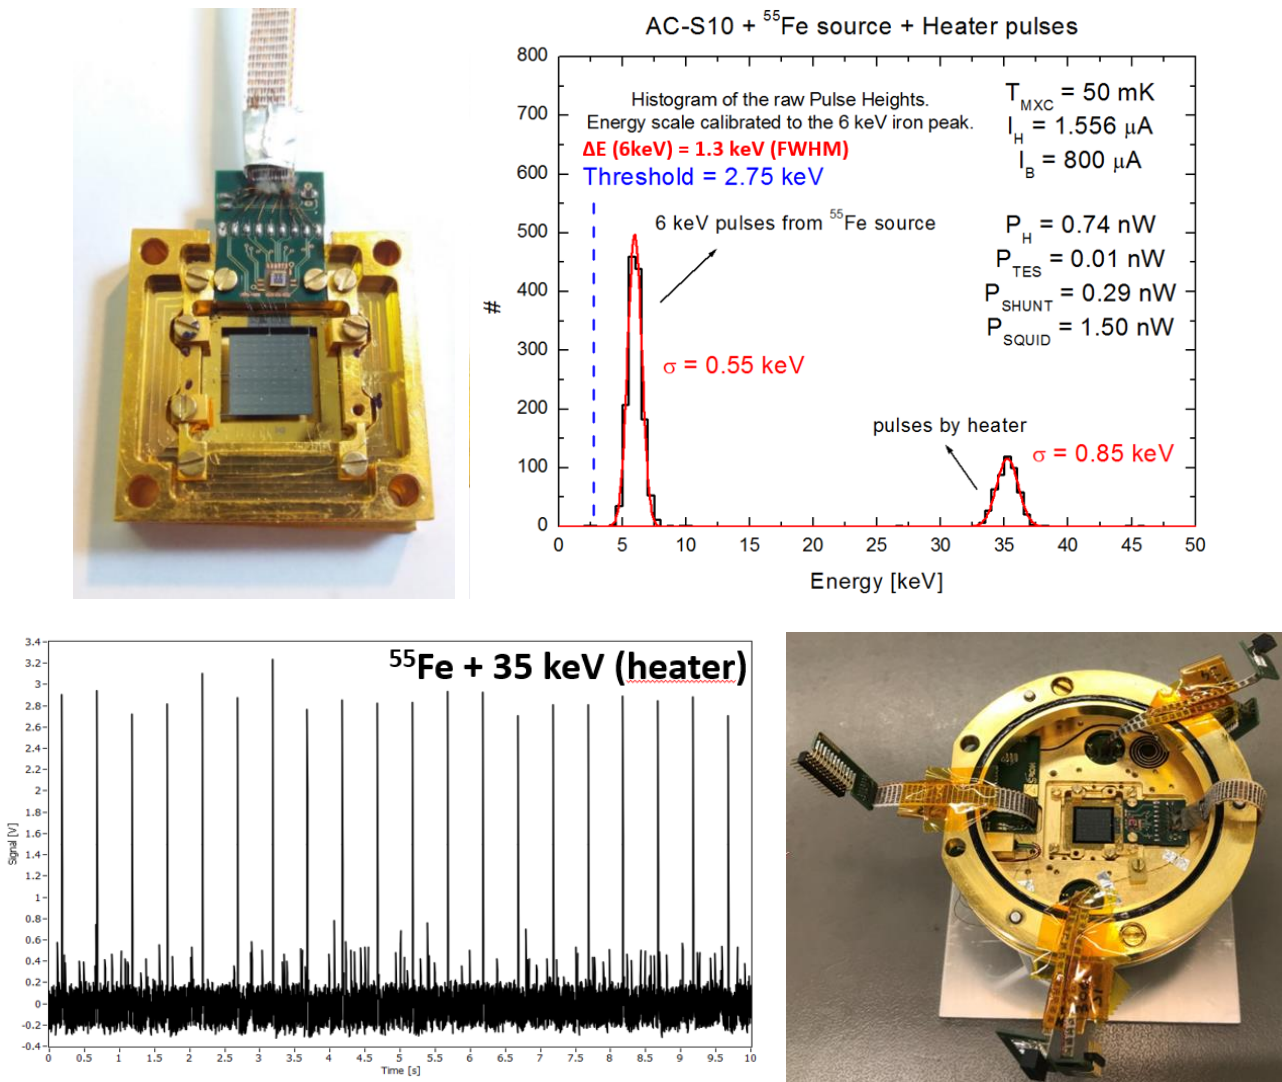 AC-S10 + ⁵⁵Fe source + Heater pulses
800
700
600
500
400
300
200
100
0
#
Histogram of the raw Pulse Heights.
Energy scale calibrated to the 6 keV iron peak.
ΔE (6keV) = 1.3 keV (FWHM)
Threshold = 2.75 keV
6 keV pulses from ⁵⁵Fe source
σ = 0.55 keV
T_MXC = 50 mK
I_H = 1.556 μA
I_B = 800 μA
P_H = 0.74 nW
P_TES = 0.01 nW
P_SHUNT = 0.29 nW
P_SQUID = 1.50 nW
pulses by heater
σ = 0.85 keV
0 5 10 15 20 25 30 35 40 45 50
Energy [keV]
⁵⁵Fe + 35 keV (heater)
3.4
3.2
3
2.8
2.6
2.4
2.2
2
1.8
1.6
1.4
1.2
1
0.8
0.6
0.4
0.2
0
-0.2
-0.4
Signal [V]
0 0.5 1 1.5 2 2.5 3 3.5 4 4.5 5 5.5 6 6.5 7 7.5 8 8.5 9 9.5 10
Time [s]